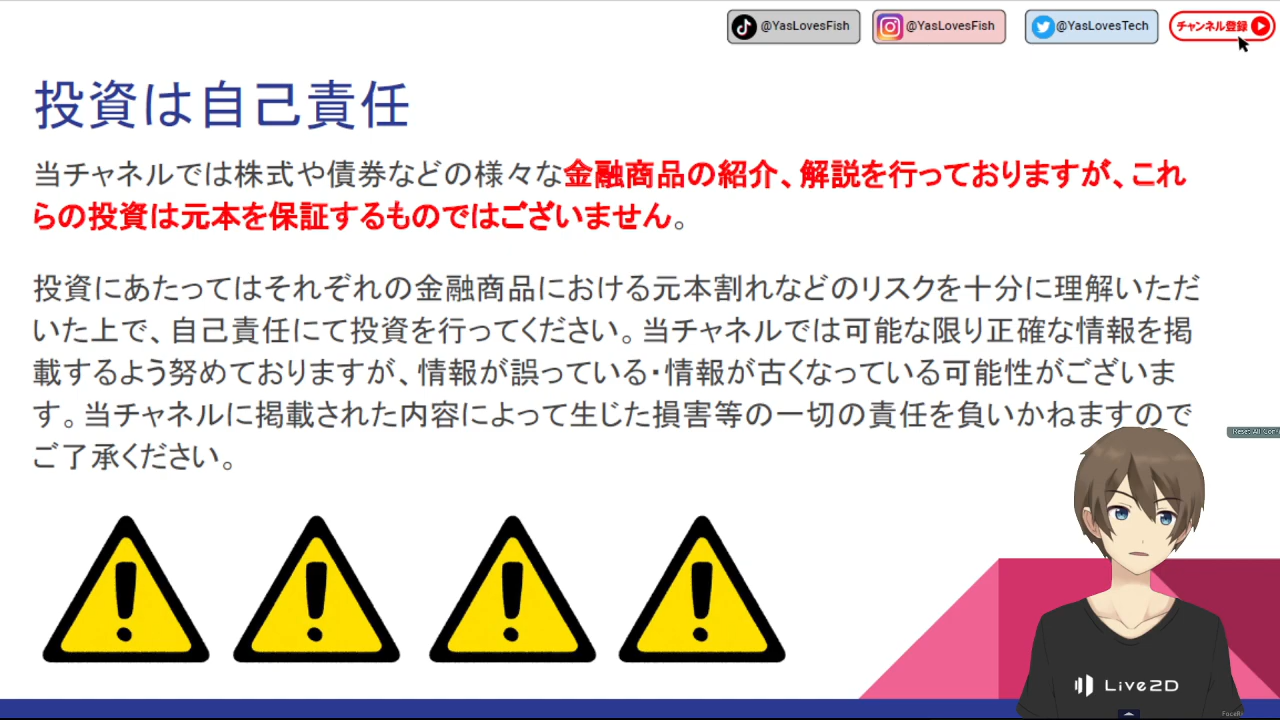 @YasLovesFish @YasLovesFish @YasLovesTech チャンネル登録
投資は自己責任
当チャネルでは株式や債券などの様々な金融商品の紹介、解説を行っておりますが、これ
らの投資は元本を保証するものではございません。
投資にあたってはそれぞれの金融商品における元本割れなどのリスクを十分に理解いただ
いた上で、自己責任にて投資を行ってください。当チャネルでは可能な限り正確な情報を掲
載するよう努めておりますが、情報が誤っている・情報が古くなっている可能性がございま
す。当チャネルに掲載された内容によって生じた損害等の一切の責任を負いかねますので
ご了承ください。
Reset All Con
Live2D